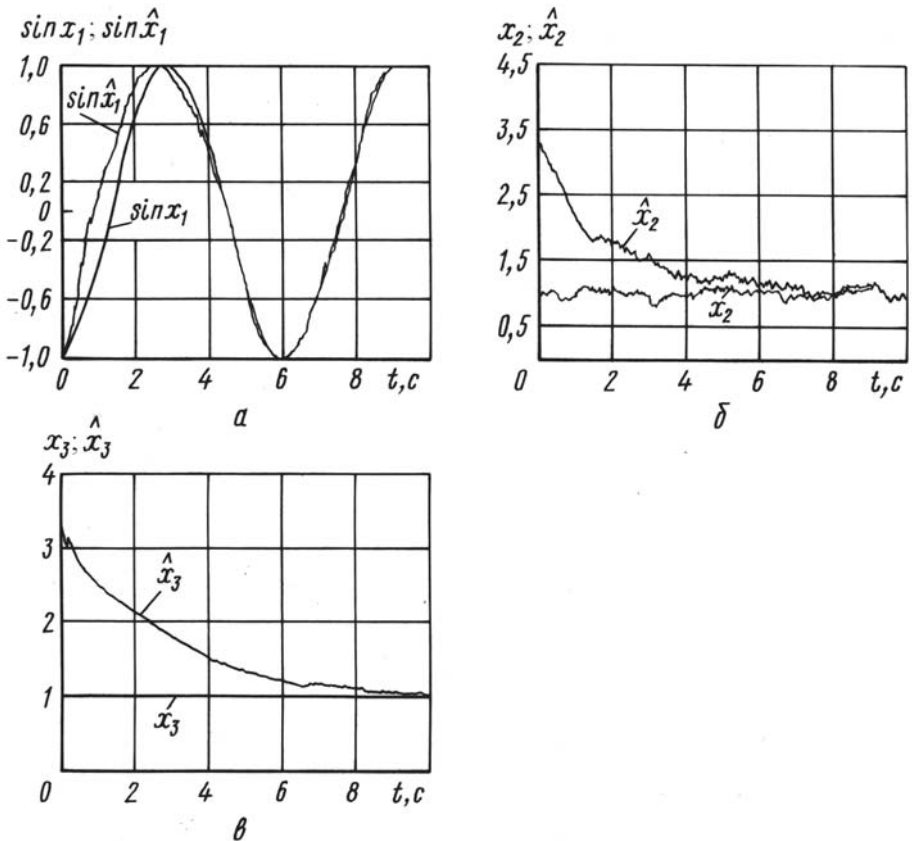 sin x₁; sin x̂₁
1,0
0,6
0,2
0
−0,2
−0,6
−1,0
sin x̂₁
sin x₁
0 2 4 6 8 t,с
а
x₂; x̂₂
4,5
3,5
2,5
1,5
0,5
x̂₂
x₂
0 2 4 6 8 t,с
б
x₃; x̂₃
4
3
2
1
x̂₃
x₃
0 2 4 6 8 t,с
в